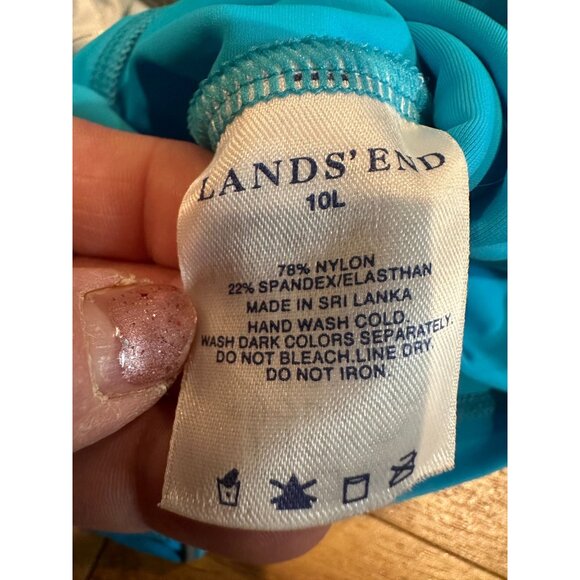 LANDS' END
10L
78% NYLON
22% SPANDEX/ELASTHAN
MADE IN SRI LANKA
HAND WASH COLD.
WASH DARK COLORS SEPARATELY.
DO NOT BLEACH.LINE DRY.
DO NOT IRON.